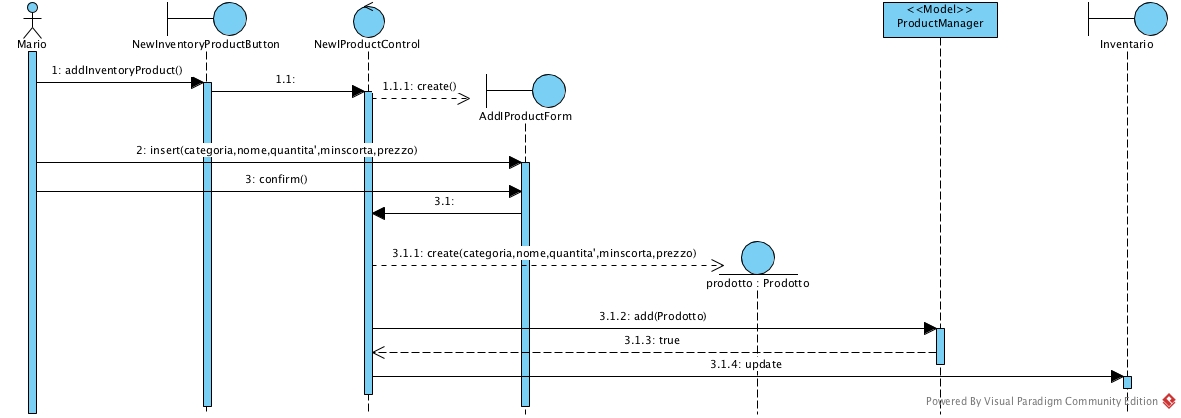 <<Model>>
ProductManager
Mario
NewInventoryProductButton
NewIProductControl
Inventario
1: addInventoryProduct()
1.1:
1.1.1: create()
AddIProductForm
2: insert(categoria,nome,quantita',minscorta,prezzo)
3: confirm()
3.1:
3.1.1: create(categoria,nome,quantita',minscorta,prezzo)
prodotto : Prodotto
3.1.2: add(Prodotto)
3.1.3: true
3.1.4: update
Powered By Visual Paradigm Community Edition